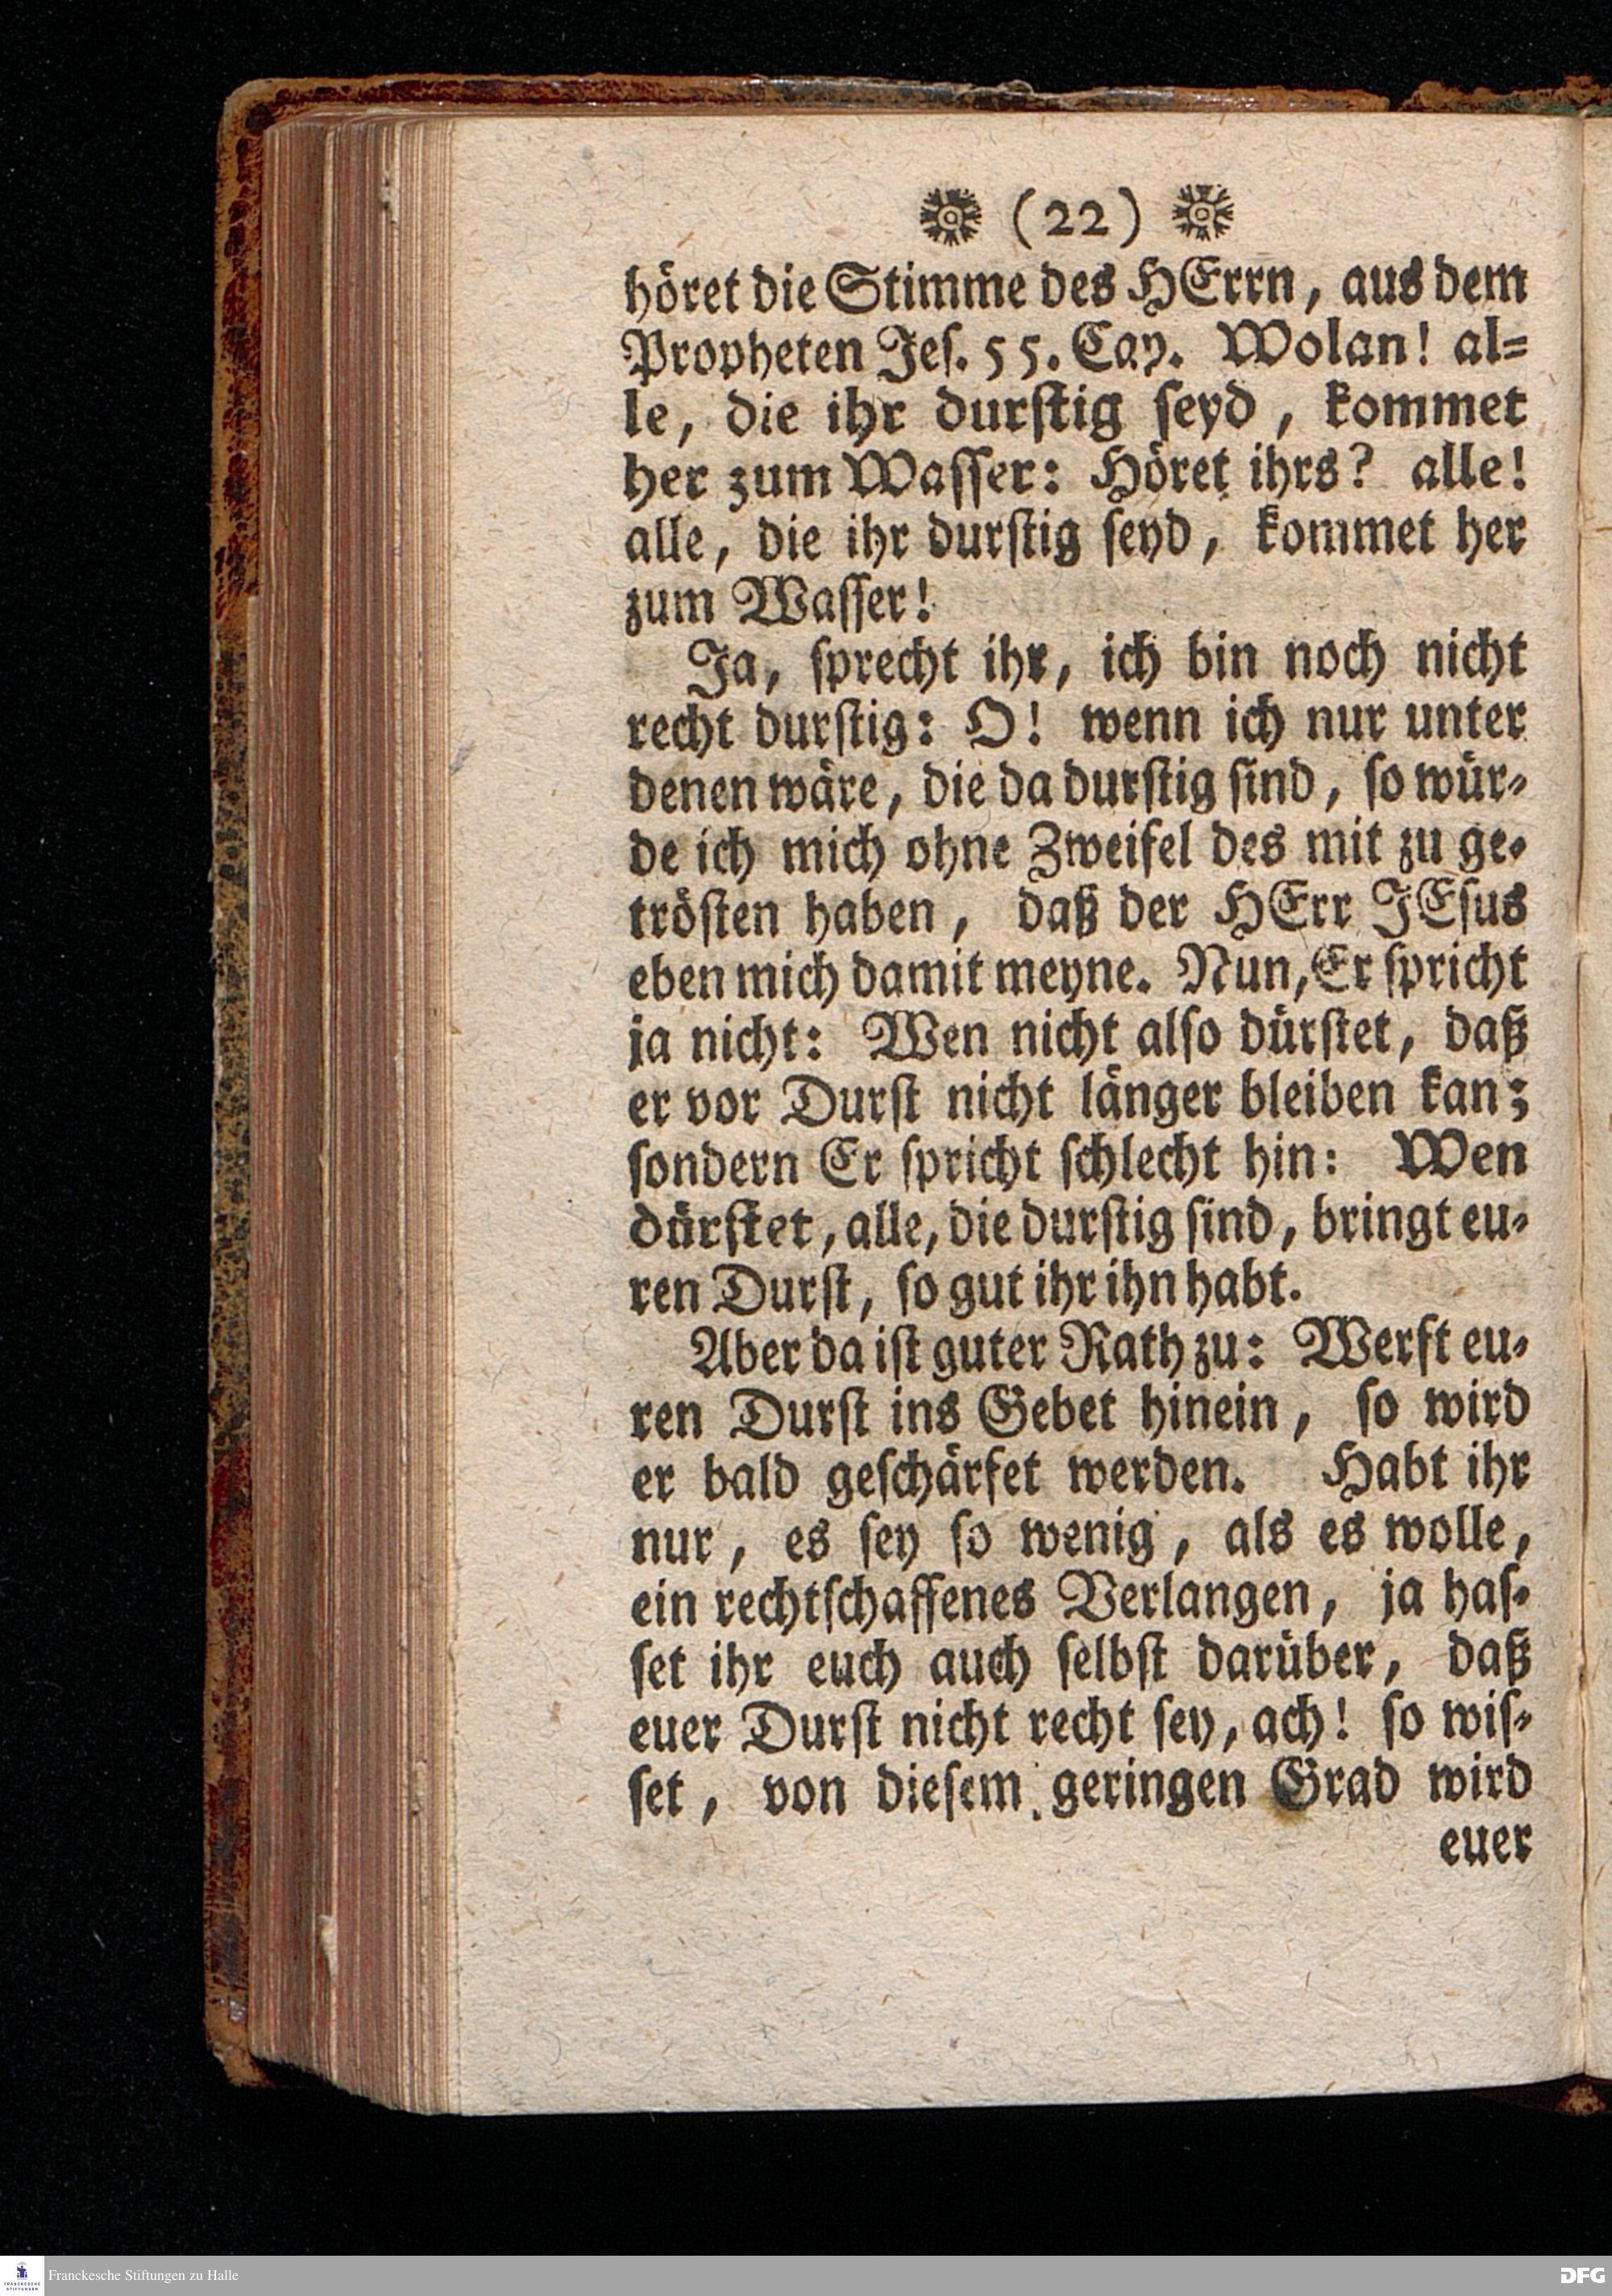 (22)
höret die Stimme des HErrn, aus dem
Propheten Jeſ. 55. Cap. Wolan! al-
le, die ihr durſtig ſeyd, kommet
her zum Waſſer: Höret ihrs? alle!
alle, die ihr durſtig ſeyd, kommet her
zum Waſſer!
Ja, ſprecht ihr, ich bin noch nicht
recht durſtig: O! wenn ich nur unter
denen wäre, die da durſtig ſind, ſo wür-
de ich mich ohne Zweifel des mit zu ge-
tröſten haben, daß der HErr JEſus
eben mich damit meyne. Nun, Er ſpricht
ja nicht: Wen nicht alſo dürſtet, daß
er vor Durſt nicht länger bleiben kan;
ſondern Er ſpricht ſchlecht hin: Wen
dürſtet, alle, die durſtig ſind, bringt eu-
ren Durſt, ſo gut ihr ihn habt.
Aber da iſt guter Rath zu: Werft eu-
ren Durſt ins Gebet hinein, ſo wird
er bald geſchärfet werden. Habt ihr
nur, es ſey ſo wenig, als es wolle,
ein rechtſchaffenes Verlangen, ja haſ-
ſet ihr euch auch ſelbſt darüber, daß
euer Durſt nicht recht ſey, ach! ſo wiſ-
ſet, von dieſem geringen Grad wird
euer
FRANCKESCHE
STIFTUNGEN
Franckesche Stiftungen zu Halle
DFG